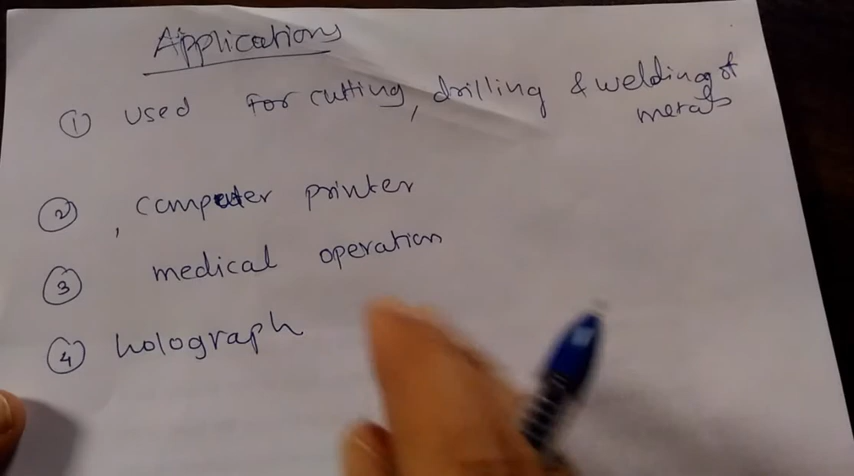 Applications
① used for cutting, drilling & welding of
metals
② , computer printer
③ medical operation
④ holograph